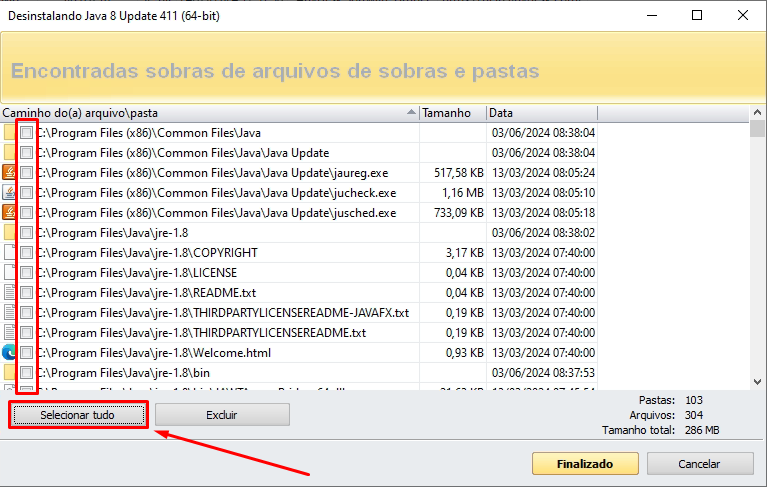 Desinstalando Java 8 Update 411 (64-bit)
Encontradas sobras de arquivos de sobras e pastas
Caminho do(a) arquivo\pasta Tamanho Data
C:\Program Files (x86)\Common Files\Java 03/06/2024 08:38:04
C:\Program Files (x86)\Common Files\Java\Java Update 03/06/2024 08:38:04
C:\Program Files (x86)\Common Files\Java\Java Update\jaureg.exe 517,58 KB 13/03/2024 08:05:24
C:\Program Files (x86)\Common Files\Java\Java Update\jucheck.exe 1,16 MB 13/03/2024 08:05:10
C:\Program Files (x86)\Common Files\Java\Java Update\jusched.exe 733,09 KB 13/03/2024 08:05:18
C:\Program Files\Java\jre-1.8 03/06/2024 08:38:02
C:\Program Files\Java\jre-1.8\COPYRIGHT 3,17 KB 13/03/2024 07:40:00
C:\Program Files\Java\jre-1.8\LICENSE 0,04 KB 13/03/2024 07:40:00
C:\Program Files\Java\jre-1.8\README.txt 0,04 KB 13/03/2024 07:40:00
C:\Program Files\Java\jre-1.8\THIRDPARTYLICENSEREADME-JAVAFX.txt 0,19 KB 13/03/2024 07:40:00
C:\Program Files\Java\jre-1.8\THIRDPARTYLICENSEREADME.txt 0,19 KB 13/03/2024 07:40:00
C:\Program Files\Java\jre-1.8\Welcome.html 0,93 KB 13/03/2024 07:40:00
C:\Program Files\Java\jre-1.8\bin 03/06/2024 08:37:53
Selecionar tudo Excluir
Pastas: 103
Arquivos: 304
Tamanho total: 286 MB
Finalizado Cancelar